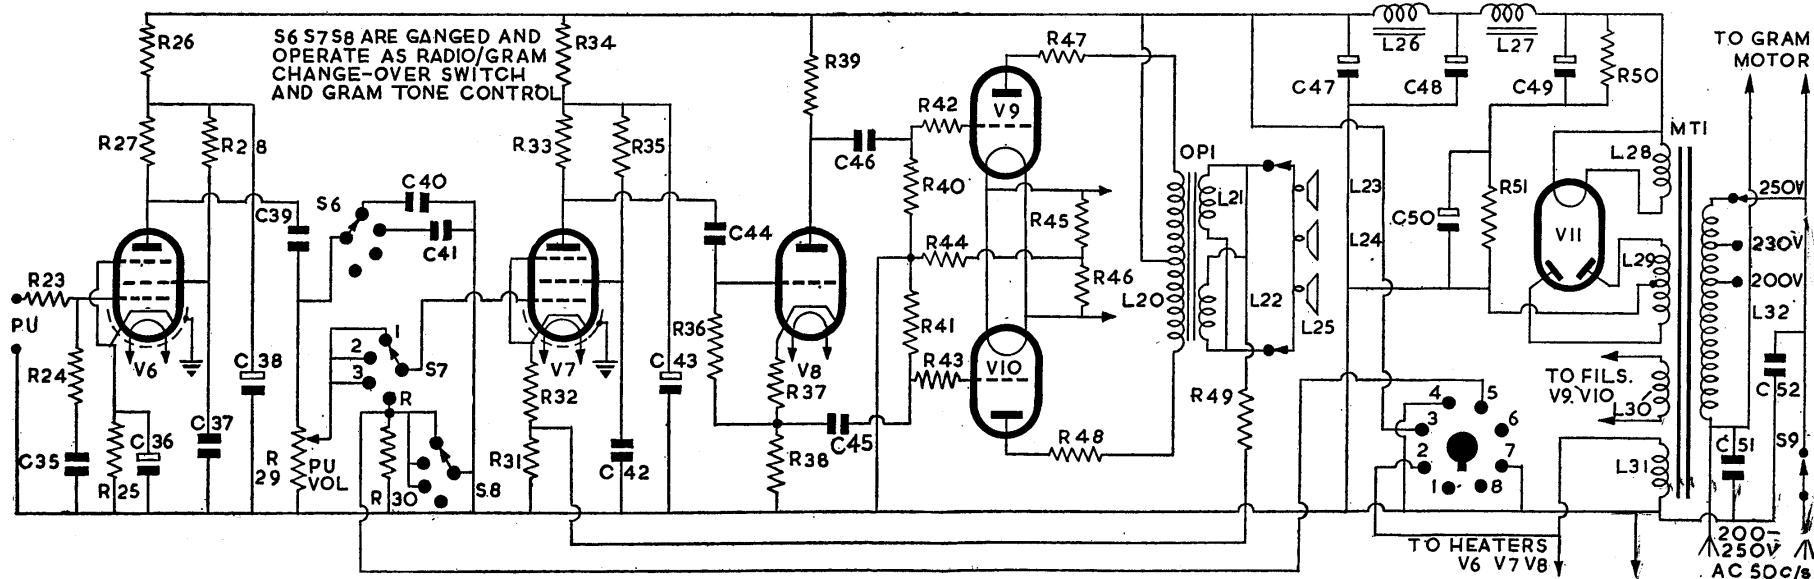 R26
S6 S7 S8 ARE GANGED AND
OPERATE AS RADIO/GRAM
CHANGE-OVER SWITCH
AND GRAM TONE CONTROL
R34
R39
R47
L26
L27
TO GRAM
MOTOR
C47
C48
C49
R50
R27
R28
R33
R35
C46
R42
V9
MT1
OP1
L28
C40
S6
C39
C41
R40
R45
L21
L23
C50
R51
V11
250V
C44
R44
L24
L29
230V
R23
R46
200V
P.U
L20
L22
L25
L32
R36
R41
V6
C38
1
2
3
S7
V7
C43
V8
R43
V10
R24
R37
R32
R
R49
TO FILS.
V9. V10
L30
C52
4
5
3
6
2
7
1
8
C35
C36
C37
R29
PU
VOL
R31
C42
R38
C45
R48
L31
C51
S9
R25
R30
S8
TO HEATERS
V6 V7 V8
200–
250V
AC 50c/s